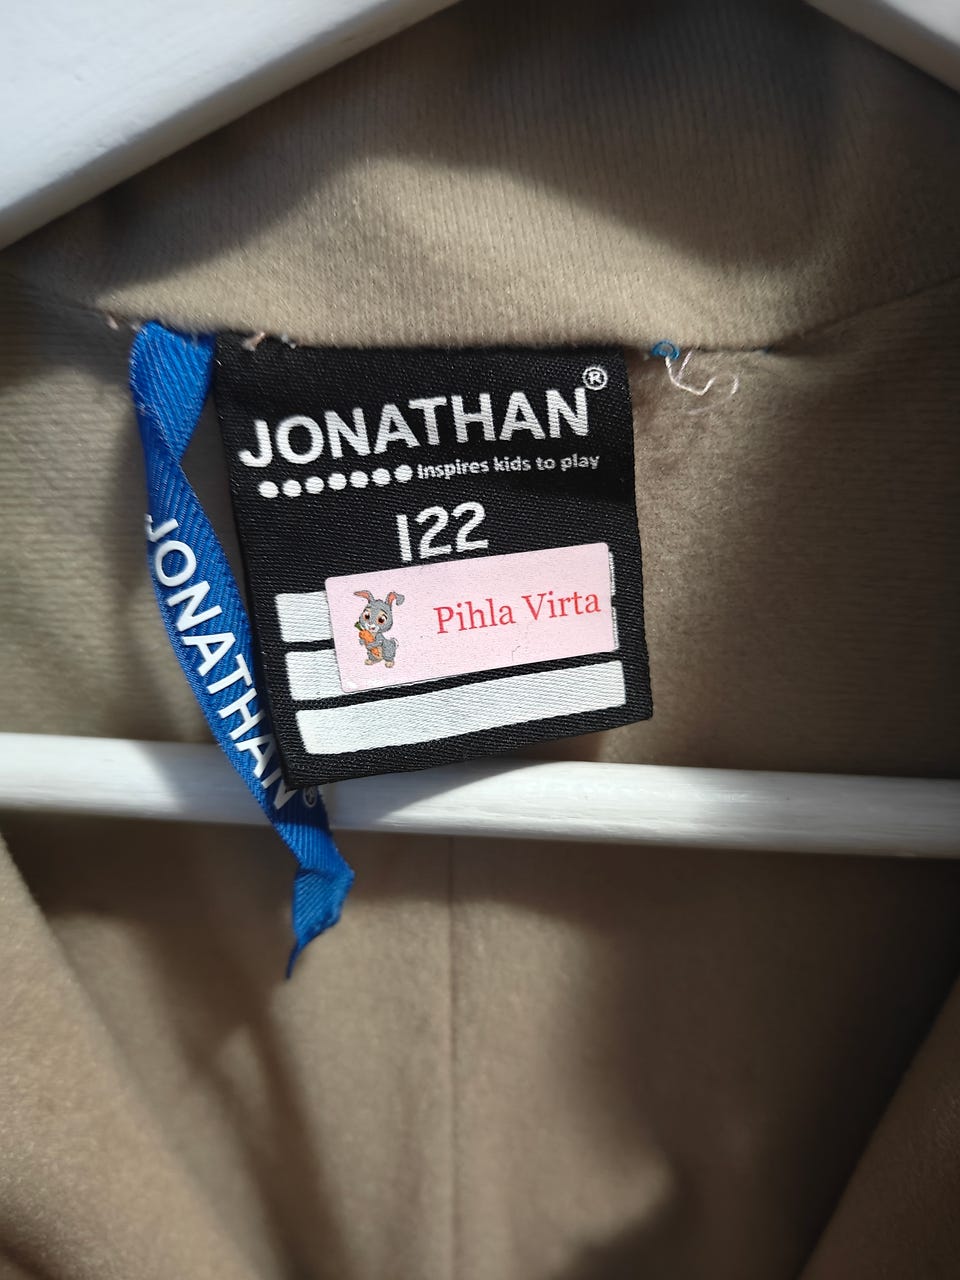 JONATHAN®
Inspires kids to play
122
Pihla Virta
JONATHAN®